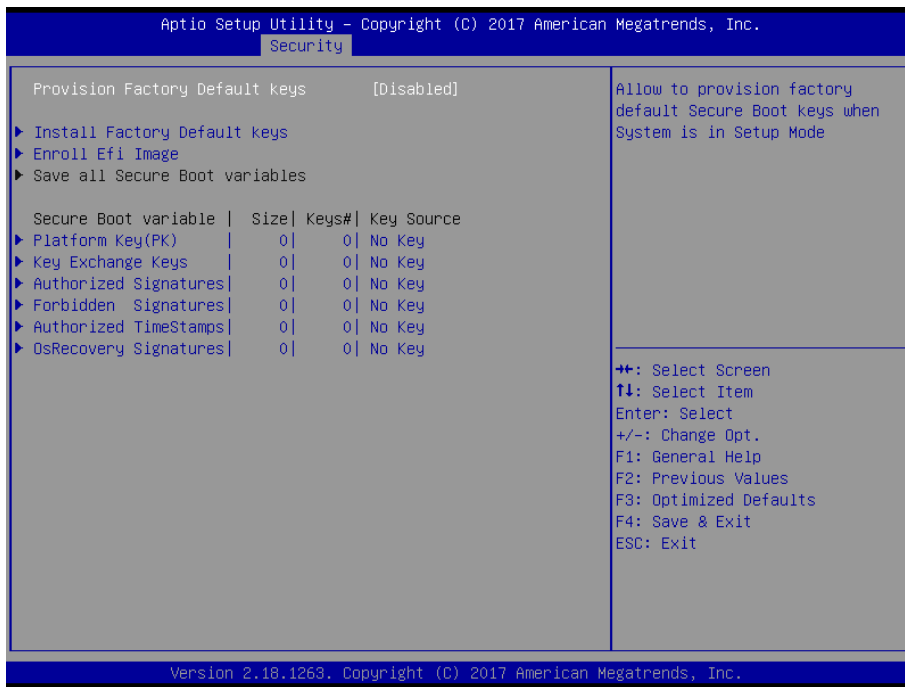 Aptio Setup Utility – Copyright (C) 2017 American Megatrends, Inc.
Security
Provision Factory Default keys [Disabled]
Install Factory Default keys
Enroll Efi Image
Save all Secure Boot variables
Secure Boot variable | Size| Keys#| Key Source
Platform Key(PK) | 0| 0| No Key
Key Exchange Keys | 0| 0| No Key
Authorized Signatures| 0| 0| No Key
Forbidden Signatures| 0| 0| No Key
Authorized TimeStamps| 0| 0| No Key
OsRecovery Signatures| 0| 0| No Key
Allow to provision factory
default Secure Boot keys when
System is in Setup Mode
→←: Select Screen
↑↓: Select Item
Enter: Select
+/-: Change Opt.
F1: General Help
F2: Previous Values
F3: Optimized Defaults
F4: Save & Exit
ESC: Exit
Version 2.18.1263. Copyright (C) 2017 American Megatrends, Inc.